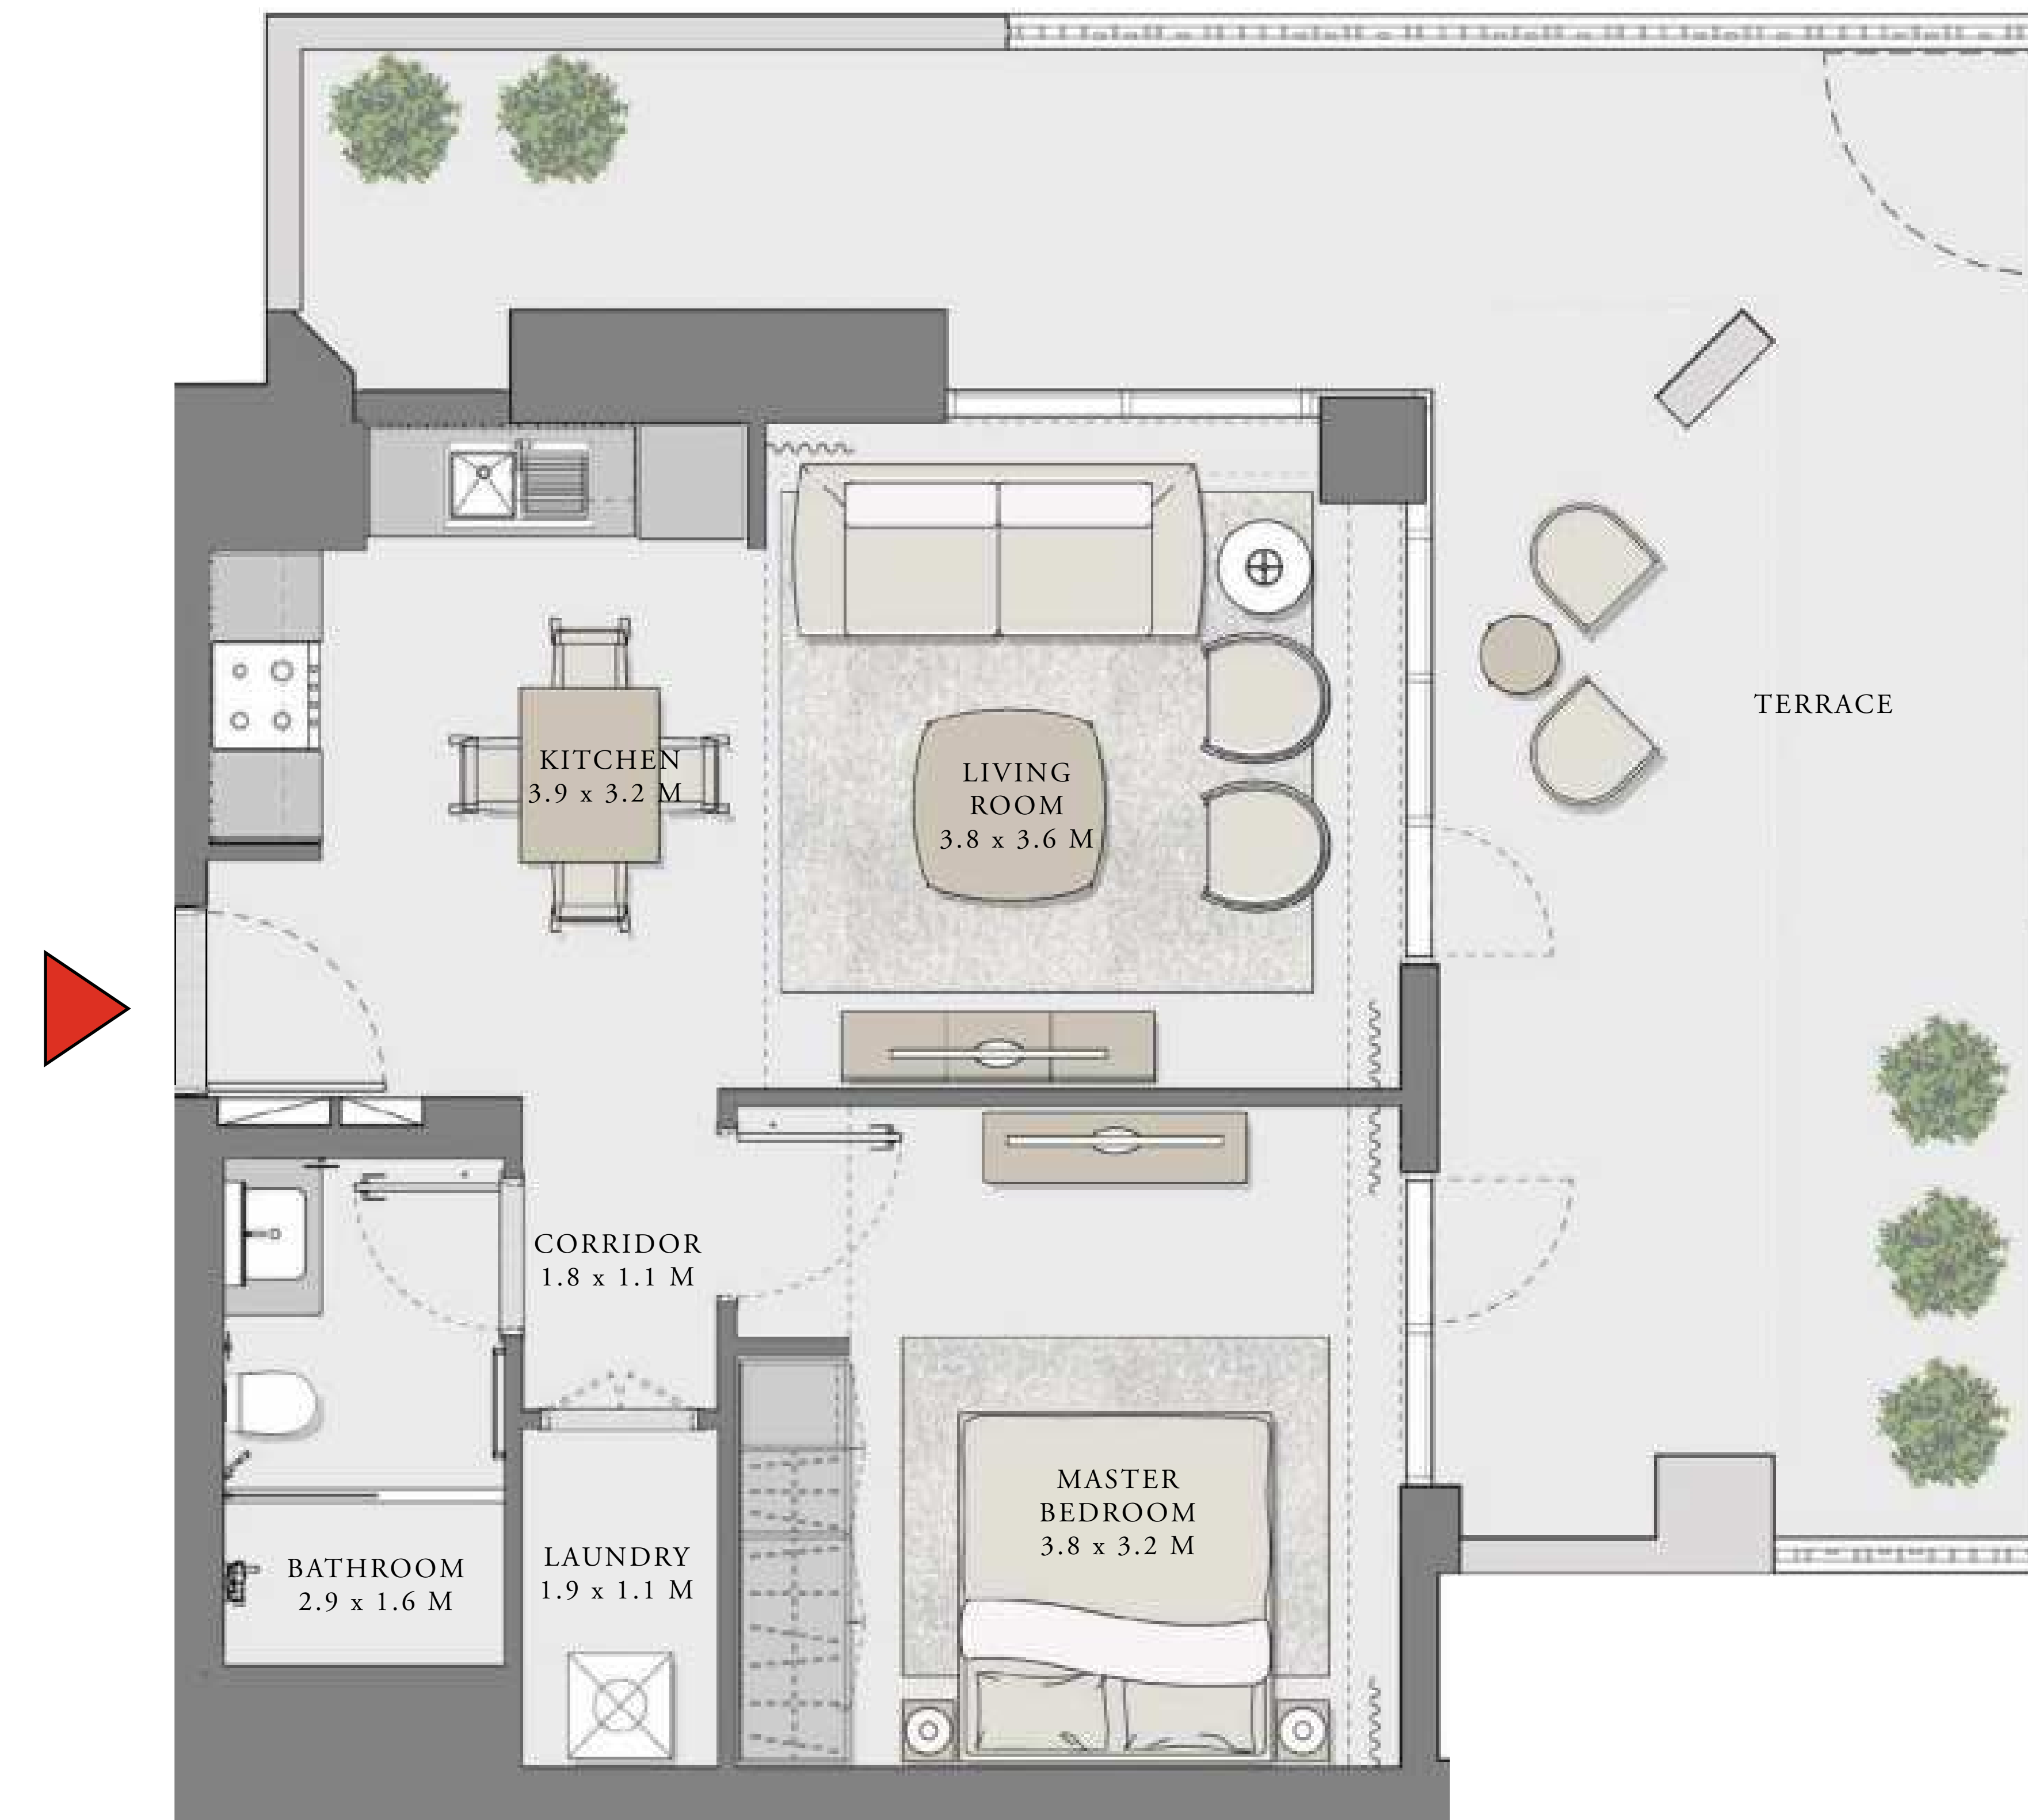 TERRACE
KITCHEN
3.9 x 3.2 M
LIVING
ROOM
3.8 x 3.6 M
CORRIDOR
1.8 x 1.1 M
MASTER
BEDROOM
3.8 x 3.2 M
LAUNDRY
1.9 x 1.1 M
BATHROOM
2.9 x 1.6 M